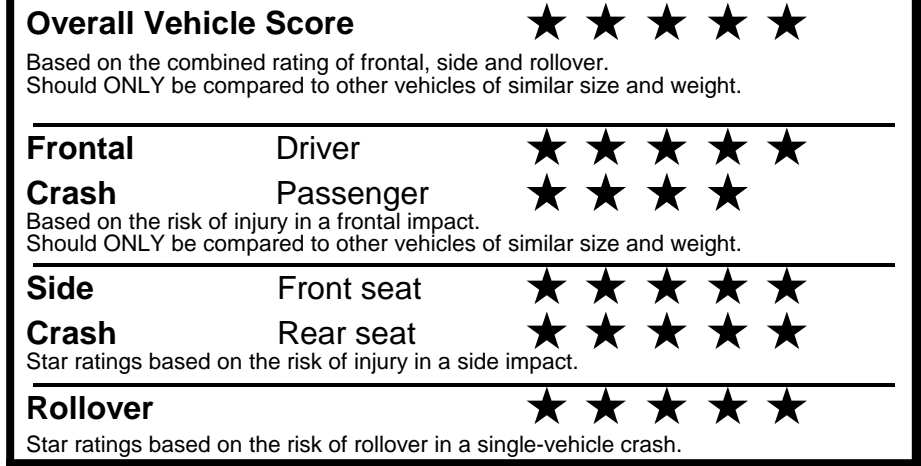 Overall Vehicle Score ★ ★ ★ ★ ★
Based on the combined rating of frontal, side and rollover.
Should ONLY be compared to other vehicles of similar size and weight.
Frontal Driver ★ ★ ★ ★ ★
Crash Passenger ★ ★ ★ ★
Based on the risk of injury in a frontal impact.
Should ONLY be compared to other vehicles of similar size and weight.
Side Front seat ★ ★ ★ ★ ★
Crash Rear seat ★ ★ ★ ★ ★
Star ratings based on the risk of injury in a side impact.
Rollover ★ ★ ★ ★ ★
Star ratings based on the risk of rollover in a single-vehicle crash.